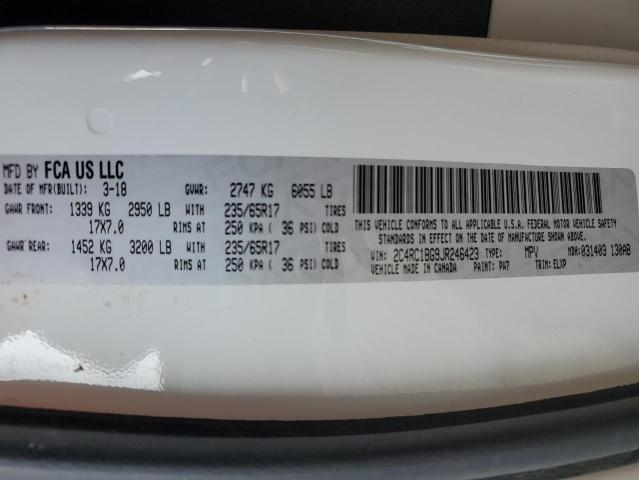 MFD BY FCA US LLC
DATE OF MFR(BUILT): 3-18 GVWR: 2747 KG 6055 LB
GAWR FRONT: 1339 KG 2950 LB WITH 235/65R17 TIRES
17X7.0 RIMS AT 250 KPA ( 36 PSI) COLD
GAWR REAR: 1452 KG 3200 LB WITH 235/65R17 TIRES
17X7.0 RIMS AT 250 KPA ( 36 PSI) COLD
THIS VEHICLE CONFORMS TO ALL APPLICABLE U.S.A. FEDERAL MOTOR VEHICLE SAFETY
STANDARDS IN EFFECT ON THE DATE OF MANUFACTURE SHOWN ABOVE.
VIN: 2C4RC1BG9JR246423 TYPE: MPV MDH: 031403 130AB
VEHICLE MADE IN CANADA PAINT: PW7 TRIM: ELXP